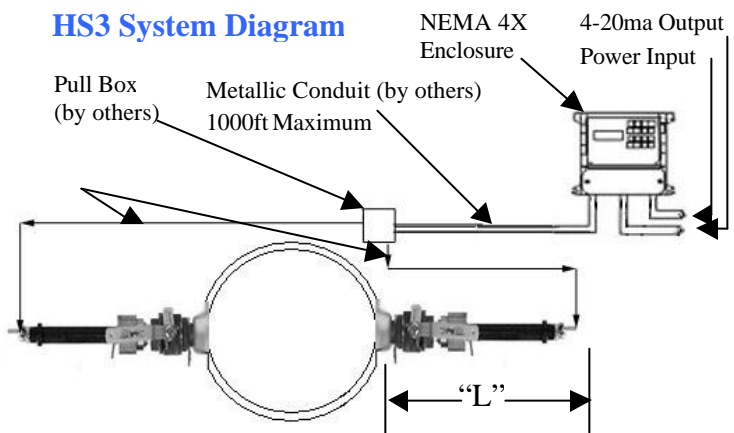 HS3 System Diagram
NEMA 4X
Enclosure
4-20ma Output
Power Input
Pull Box
(by others)
Metallic Conduit (by others)
1000ft Maximum
“L”